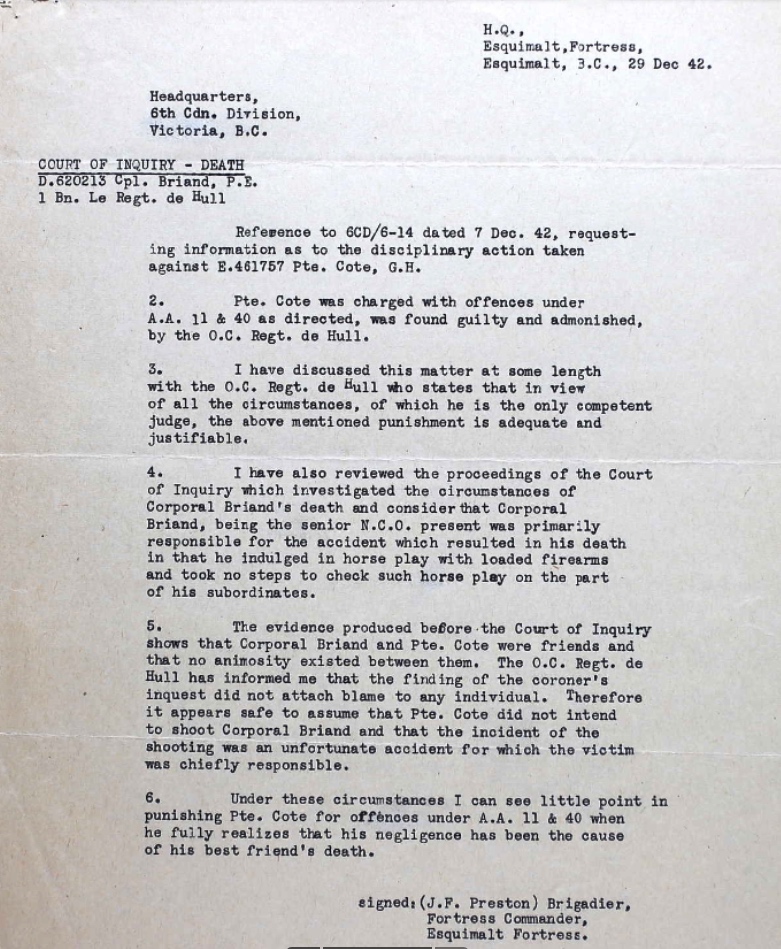 H.Q.,
Esquimalt,Fortress,
Esquimalt, B.C., 29 Dec 42.
Headquarters,
6th Cdn. Division,
Victoria, B.C.
COURT OF INQUIRY - DEATH
D.620213 Cpl. Briand, P.E.
1 Bn. Le Regt. de Hull
Reference to 6CD/6-14 dated 7 Dec. 42, request-
ing information as to the disciplinary action taken
against E.461757 Pte. Cote, G.H.
2. Pte. Cote was charged with offences under
A.A. 11 & 40 as directed, was found guilty and admonished,
by the O.C. Regt. de Hull.
3. I have discussed this matter at some length
with the O.C. Regt. de Hull who states that in view
of all the circumstances, of which he is the only competent
judge, the above mentioned punishment is adequate and
justifiable.
4. I have also reviewed the proceedings of the Court
of Inquiry which investigated the circumstances of
Corporal Briand's death and consider that Corporal
Briand, being the senior N.C.O. present was primarily
responsible for the accident which resulted in his death
in that he indulged in horse play with loaded firearms
and took no steps to check such horse play on the part
of his subordinates.
5. The evidence produced before the Court of Inquiry
shows that Corporal Briand and Pte. Cote were friends and
that no animosity existed between them. The O.C. Regt. de
Hull has informed me that the finding of the coroner's
inquest did not attach blame to any individual. Therefore
it appears safe to assume that Pte. Cote did not intend
to shoot Corporal Briand and that the incident of the
shooting was an unfortunate accident for which the victim
was chiefly responsible.
6. Under these circumstances I can see little point in
punishing Pte. Cote for offences under A.A. 11 & 40 when
he fully realizes that his negligence has been the cause
of his best friend's death.
signed:(J.F. Preston) Brigadier,
Fortress Commander,
Esquimalt Fortress.